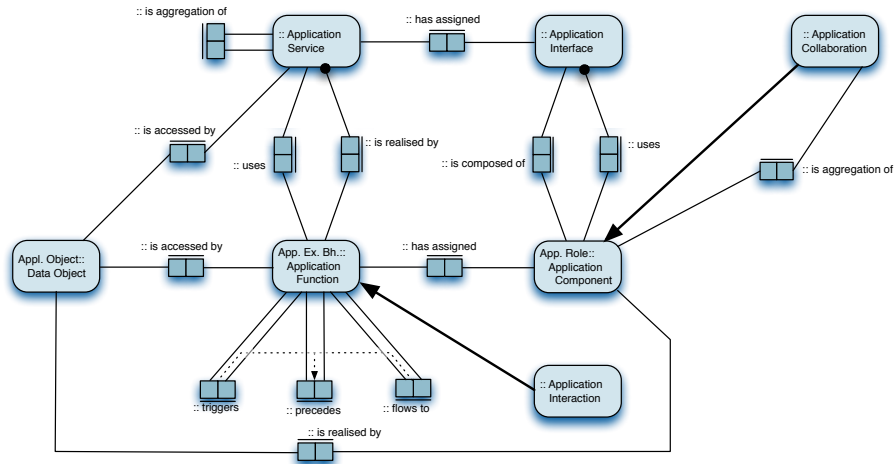 :: is aggregation of
:: Application
Service
:: has assigned
:: Application
Interface
:: Application
Collaboration
:: is accessed by
:: uses
:: is realised by
:: is composed of
:: uses
:: is aggregation of
Appl. Object::
Data Object
:: is accessed by
App. Ex. Bh.::
Application
Function
:: has assigned
App. Role::
Application
Component
:: triggers
:: precedes
:: flows to
:: Application
Interaction
:: is realised by